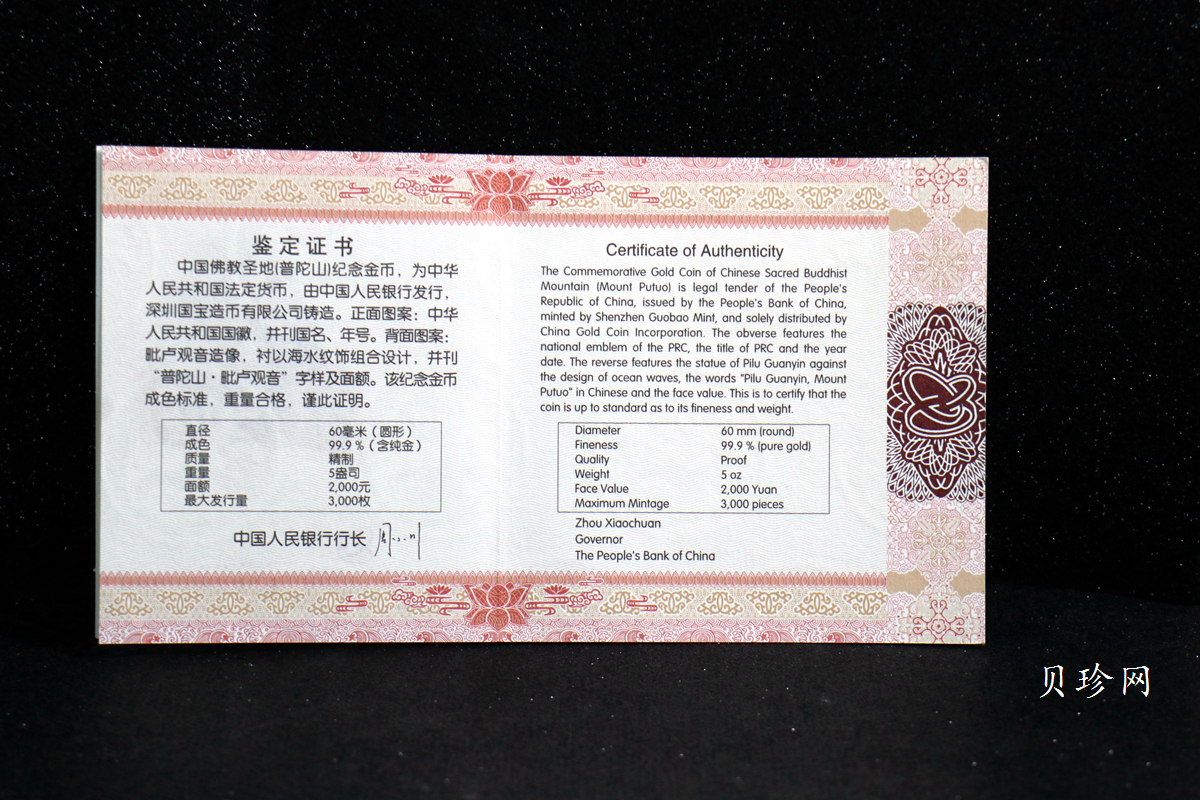 鉴定证书
中国佛教圣地(普陀山)纪念金币，为中华
人民共和国法定货币，由中国人民银行发行，
深圳国宝造币有限公司铸造。正面图案：中华
人民共和国国徽，并刊国名、年号。背面图案：
毗卢观音造像，衬以海水纹饰组合设计，并刊
“普陀山·毗卢观音”字样及面额。该纪念金币
成色标准，重量合格，谨此证明。
直径 60毫米（圆形）
成色 99.9％（含纯金）
质量 精制
重量 5盎司
面额 2,000元
最大发行量 3,000枚
中国人民银行行长 周小川
Certificate of Authenticity
The Commemorative Gold Coin of Chinese Sacred Buddhist
Mountain (Mount Putuo) is legal tender of the People's
Republic of China, issued by the People's Bank of China,
minted by Shenzhen Guobao Mint, and solely distributed by
China Gold Coin Incorporation. The obverse features the
national emblem of the PRC, the title of PRC and the year
date. The reverse features the statue of Pilu Guanyin against
the design of ocean waves, the words "Pilu Guanyin, Mount
Putuo" in Chinese and the face value. This is to certify that the
coin is up to standard as to its fineness and weight.
Diameter 60 mm (round)
Fineness 99.9 % (pure gold)
Quality Proof
Weight 5 oz
Face Value 2,000 Yuan
Maximum Mintage 3,000 pieces
Zhou Xiaochuan
Governor
The People's Bank of China
贝珍网